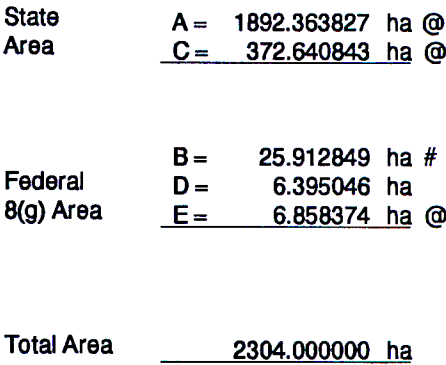 State Area
A = 1892.363827 ha @
C = 372.640843 ha @
Federal 8(g) Area
B = 25.912849 ha #
D = 6.395046 ha
E = 6.858374 ha @
Total Area 2304.000000 ha